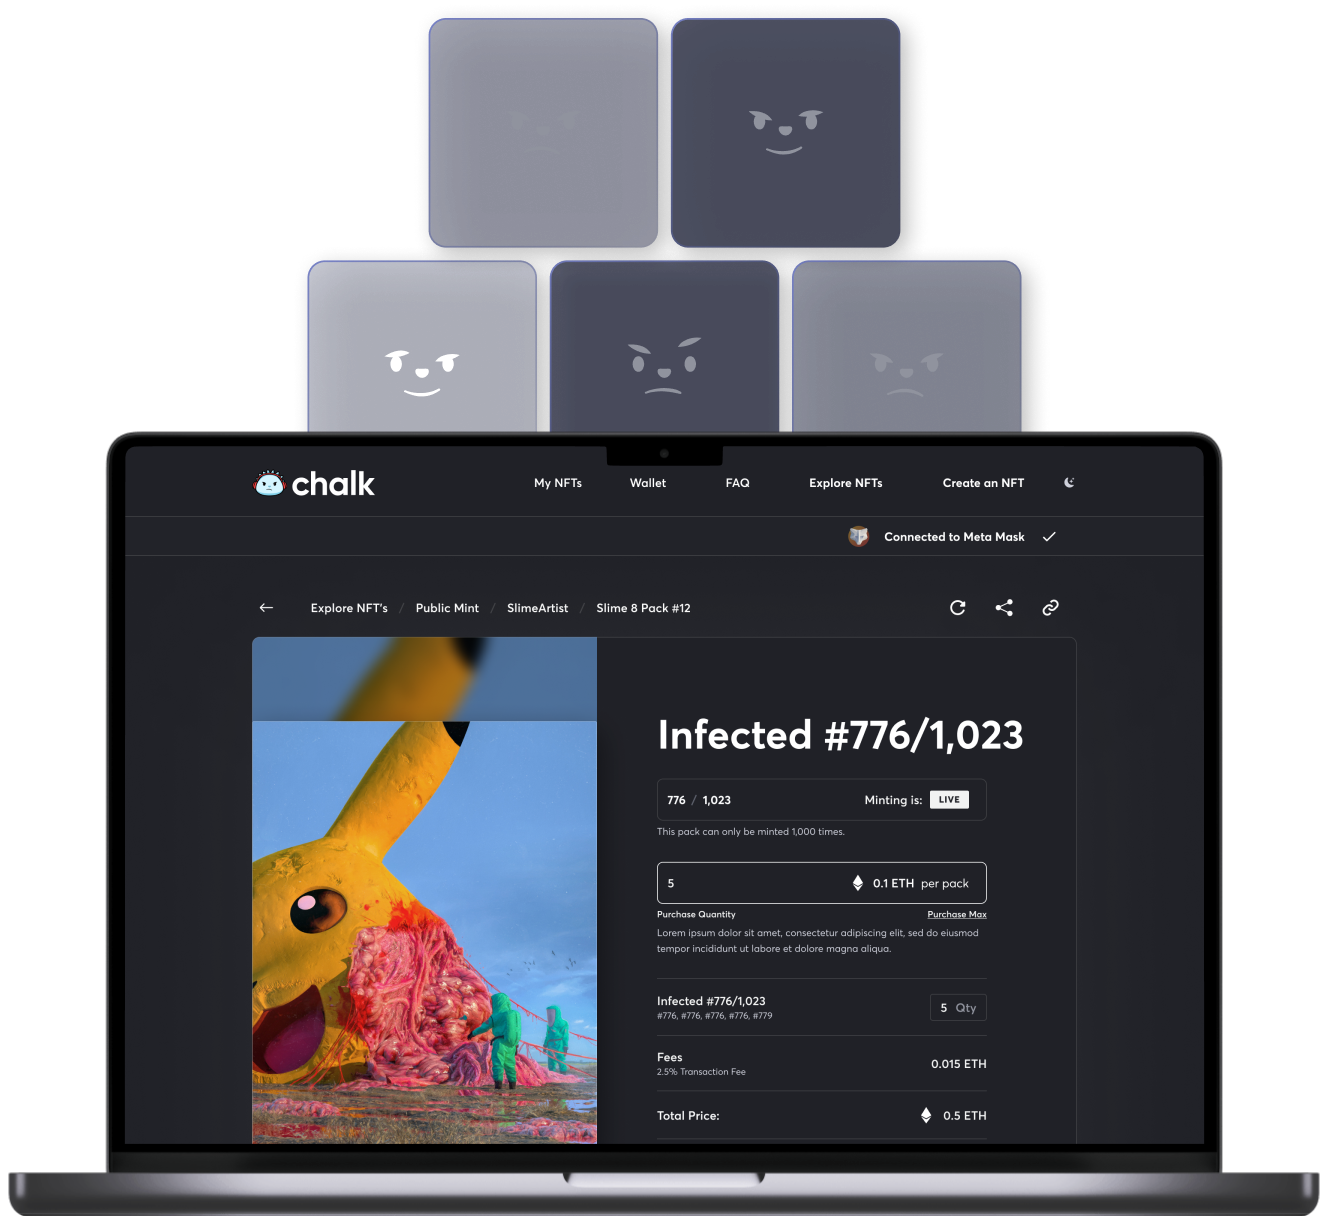 chalk
My NFTs Wallet FAQ Explore NFTs Create an NFT
Connected to Meta Mask
Explore NFT's / Public Mint / SlimeArtist / Slime 8 Pack #12
Infected #776/1,023
776 / 1,023 Minting is: LIVE
This pack can only be minted 1,000 times.
5 0.1 ETH per pack
Purchase Quantity Purchase Max
Lorem ipsum dolor sit amet, consectetur adipiscing elit, sed do eiusmod
tempor incididunt ut labore et dolore magna aliqua.
Infected #776/1,023
5 Qty
#776, #776, #776, #776, #779
Fees
0.015 ETH
2.5% Transaction Fee
Total Price: 0.5 ETH